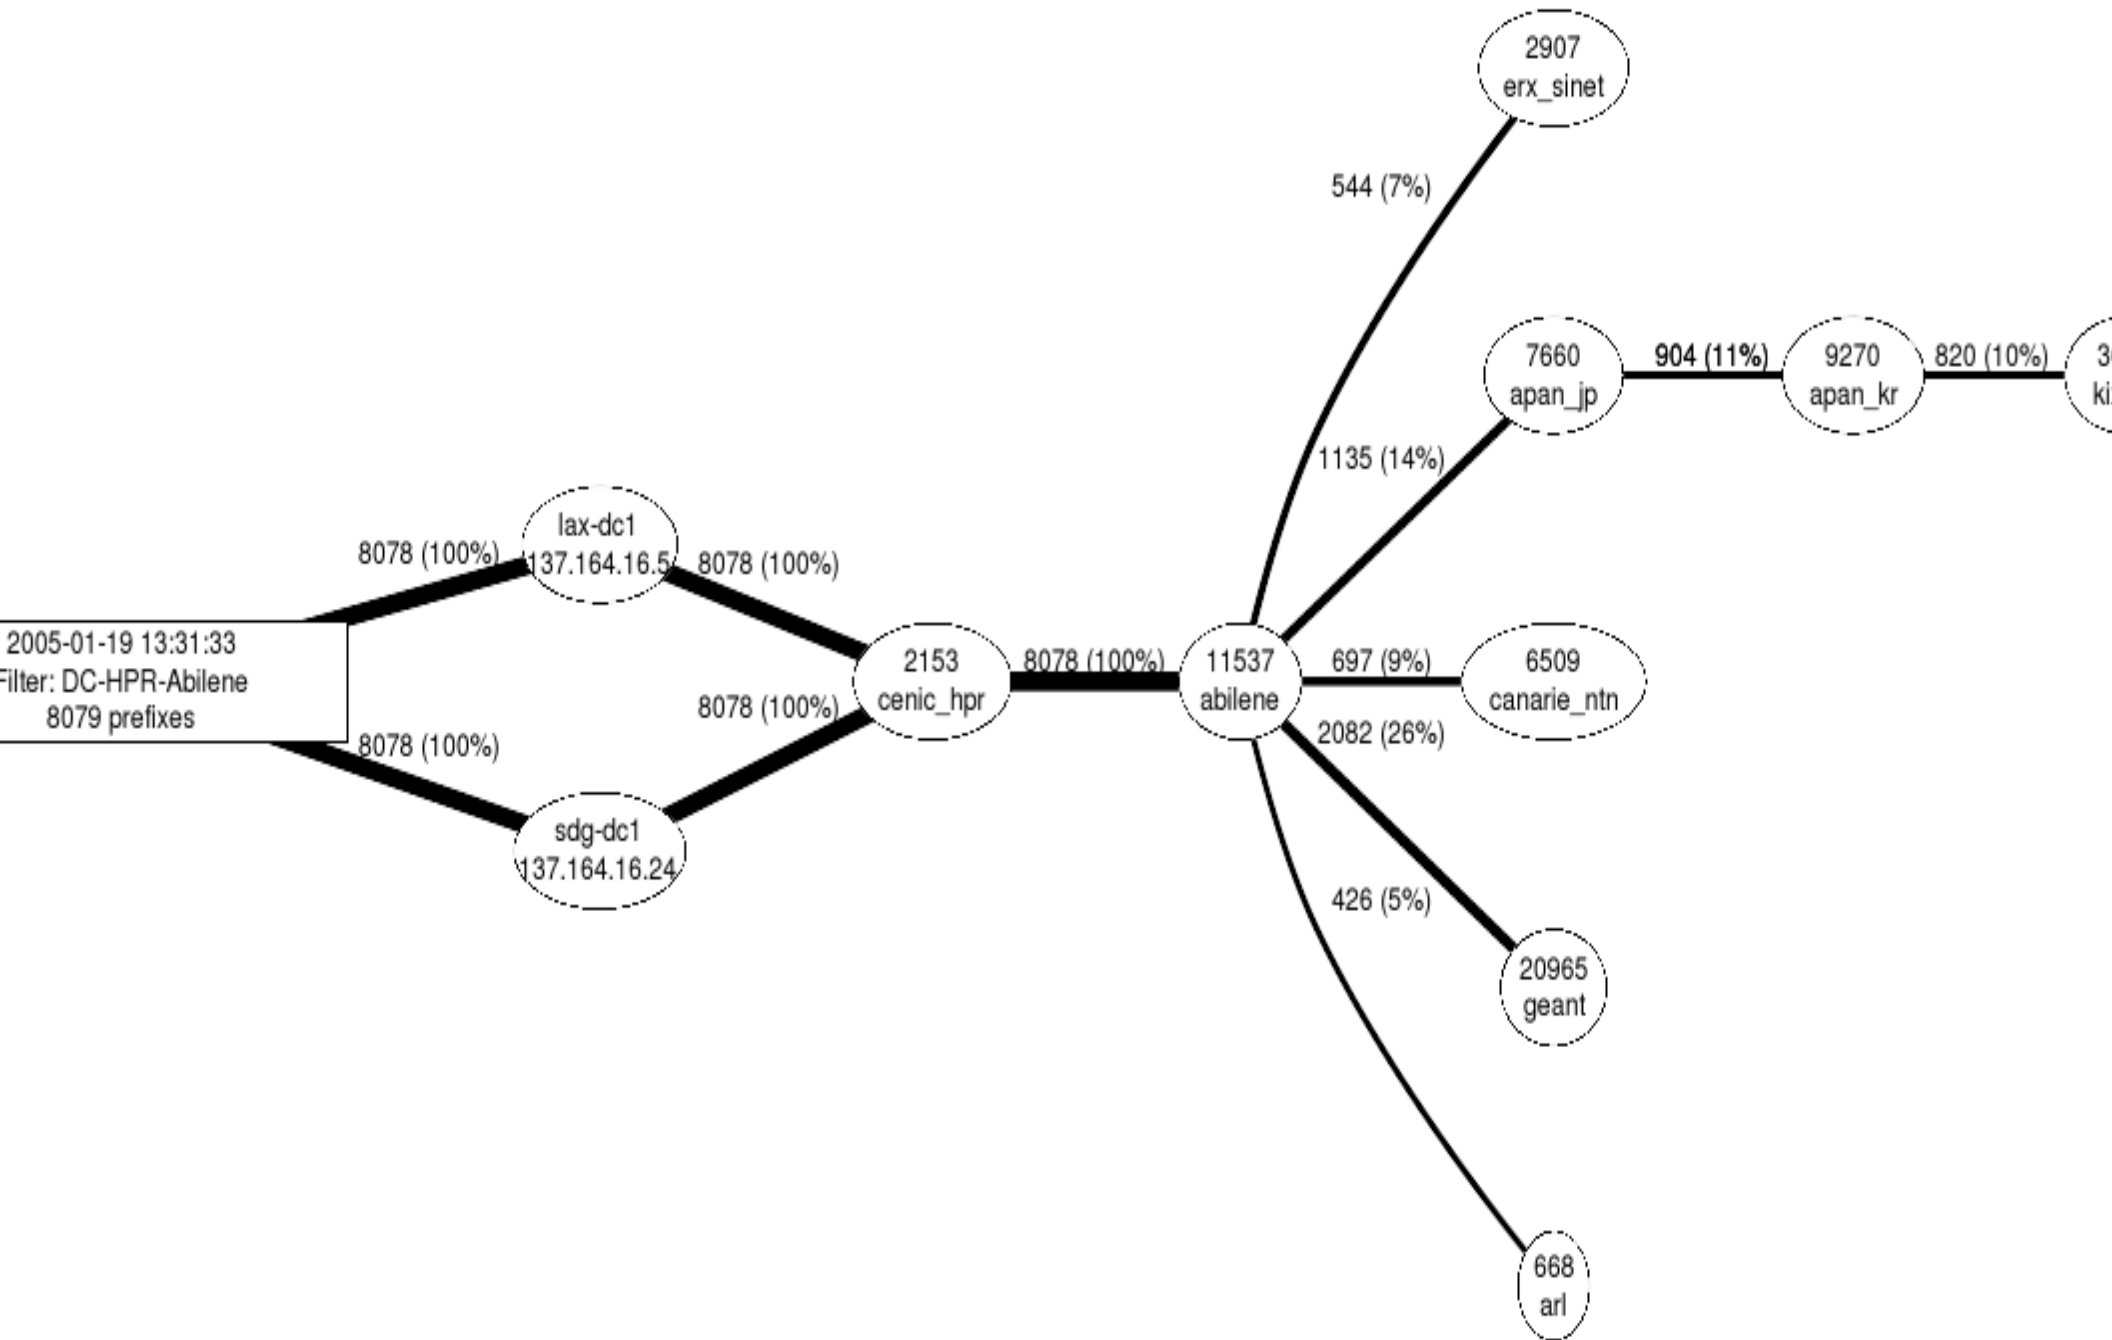 2907
erx_sinet
544 (7%)
7660
apan_jp
904 (11%)
9270
apan_kr
820 (10%)
1135 (14%)
lax-dc1
137.164.16.5
8078 (100%)
8078 (100%)
2005-01-19 13:31:33
Filter: DC-HPR-Abilene
8079 prefixes
2153
cenic_hpr
8078 (100%)
11537
abilene
697 (9%)
6509
canarie_ntn
8078 (100%)
8078 (100%)
2082 (26%)
sdg-dc1
137.164.16.24
426 (5%)
20965
geant
668
arl